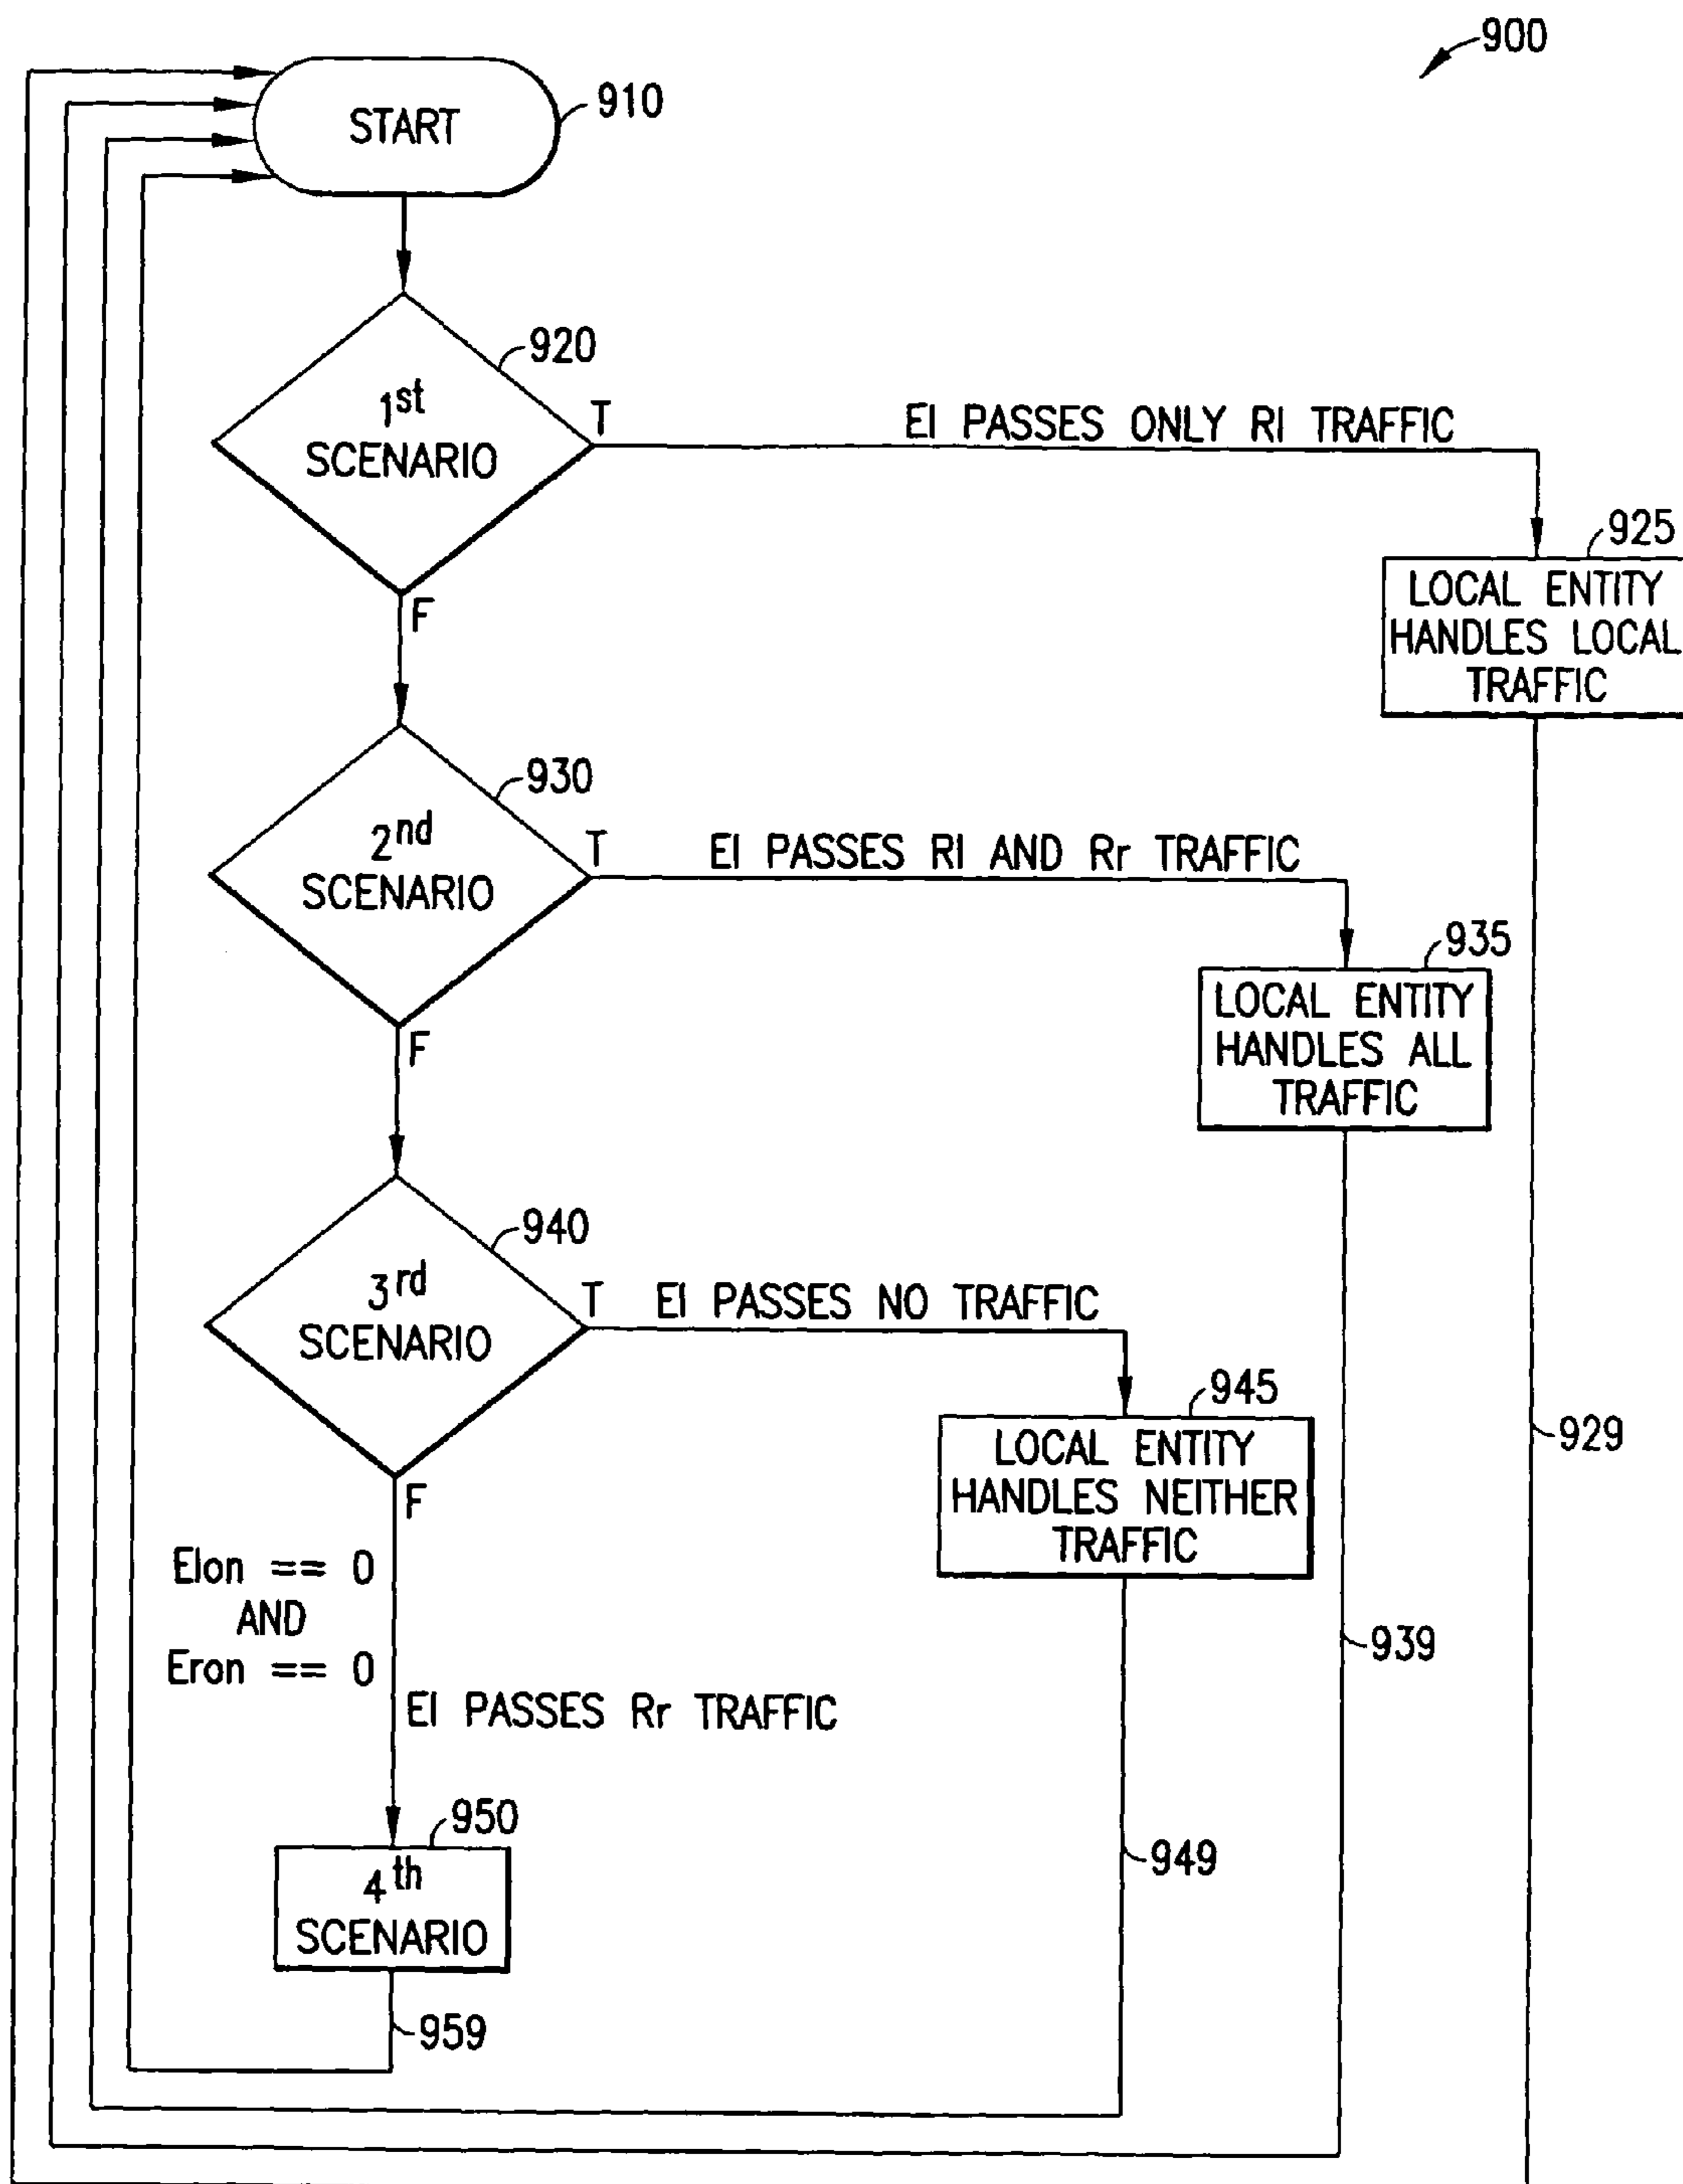 900
START
910
920
1st
SCENARIO
T
EI PASSES ONLY RI TRAFFIC
F
925
LOCAL ENTITY
HANDLES LOCAL
TRAFFIC
930
2nd
SCENARIO
T
EI PASSES RI AND Rr TRAFFIC
F
935
LOCAL ENTITY
HANDLES ALL
TRAFFIC
940
3rd
SCENARIO
T
EI PASSES NO TRAFFIC
F
945
LOCAL ENTITY
HANDLES NEITHER
TRAFFIC
929
939
Elon == 0
AND
Eron == 0
EI PASSES Rr TRAFFIC
949
950
4th
SCENARIO
959